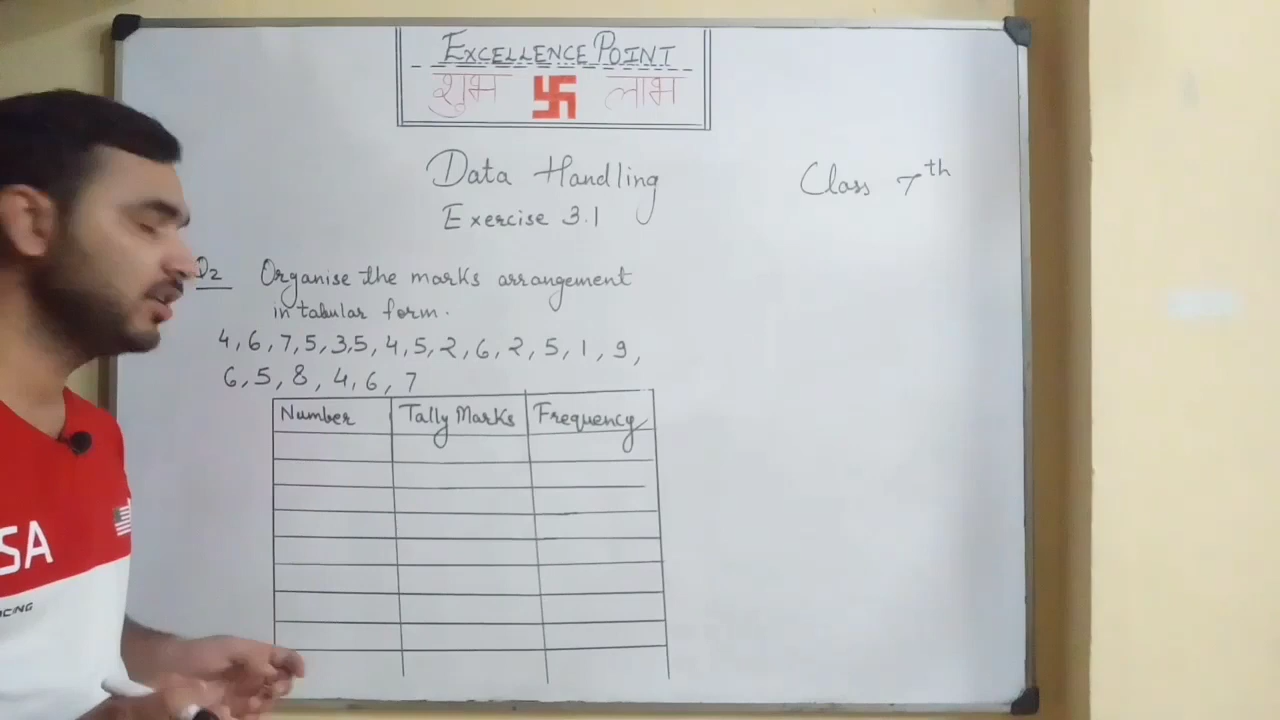 EXCELLENCE POINT
शुभ 卐 लाभ
Data Handling
Class 7th
Exercise 3.1
Q2 Organise the marks arrangement
in tabular form.
4, 6, 7, 5, 3, 5, 4, 5, 2, 6, 2, 5, 1, 9,
6, 5, 8, 4, 6, 7
Number Tally Marks Frequency
SA
CING